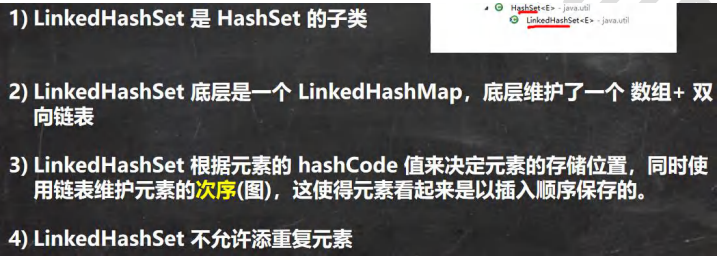 1) LinkedHashSet 是 HashSet 的子类
HashSet<E> - java.util
LinkedHashSet<E> - java.util
2) LinkedHashSet 底层是一个 LinkedHashMap，底层维护了一个 数组+ 双
向链表
3) LinkedHashSet 根据元素的 hashCode 值来决定元素的存储位置，同时使
用链表维护元素的次序(图)，这使得元素看起来是以插入顺序保存的。
4) LinkedHashSet 不允许添重复元素